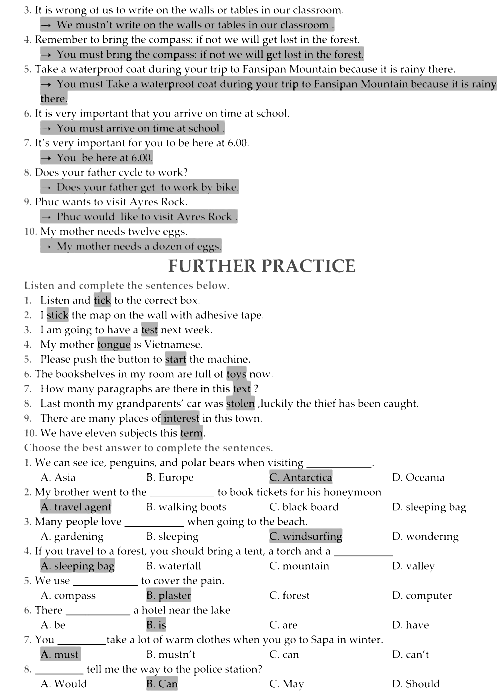 3. It is wrong of us to write on the walls or tables in our classroom.
→ We mustn't write on the walls or tables in our classroom .
4. Remember to bring the compass: if not we will get lost in the forest.
→ You must bring the compass: if not we will get lost in the forest.
5. Take a waterproof coat during your trip to Fansipan Mountain because it is rainy there.
→ You must Take a waterproof coat during your trip to Fansipan Mountain because it is rainy
there.
6. It is very important that you arrive on time at school.
→ You must arrive on time at school .
7. It's very important for you to be here at 6.00.
→ You be here at 6.00.
8. Does your father cycle to work?
→ Does your father get to work by bike.
9. Phuc wants to visit Ayres Rock.
→ Phuc would like to visit Ayres Rock .
10. My mother needs twelve eggs.
→ My mother needs a dozen of eggs.
FURTHER PRACTICE
Listen and complete the sentences below.
1. Listen and tick to the correct box
2. I stick the map on the wall with adhesive tape
3. I am going to have a test next week.
4. My mother tongue is Vietnamese.
5. Please push the button to start the machine.
6. The bookshelves in my room are full of toys now.
7. How many paragraphs are there in this text ?
8. Last month my grandparents' car was stolen ,luckily the thief has been caught.
9. There are many places of interest in this town.
10. We have eleven subjects this term.
Choose the best answer to complete the sentences.
1. We can see ice, penguins, and polar bears when visiting ____________.
A. Asia B. Europe C. Antarctica D. Oceania
2. My brother went to the ____________ to book tickets for his honeymoon
A. travel agent B. walking boots C. black board D. sleeping bag
3. Many people love ___________ when going to the beach.
A. gardening B. sleeping C. windsurfing D. wondering
4. If you travel to a forest, you should bring a tent, a torch and a ___________
A. sleeping bag B. waterfall C. mountain D. valley
5. We use ____________ to cover the pain.
A. compass B. plaster C. forest D. computer
6. There ____________ a hotel near the lake
A. be B. is C. are D. have
7. You _________take a lot of warm clothes when you go to Sapa in winter.
A. must B. mustn't C. can D. can't
8. _________ tell me the way to the police station?
A. Would B. Can C. May D. Should